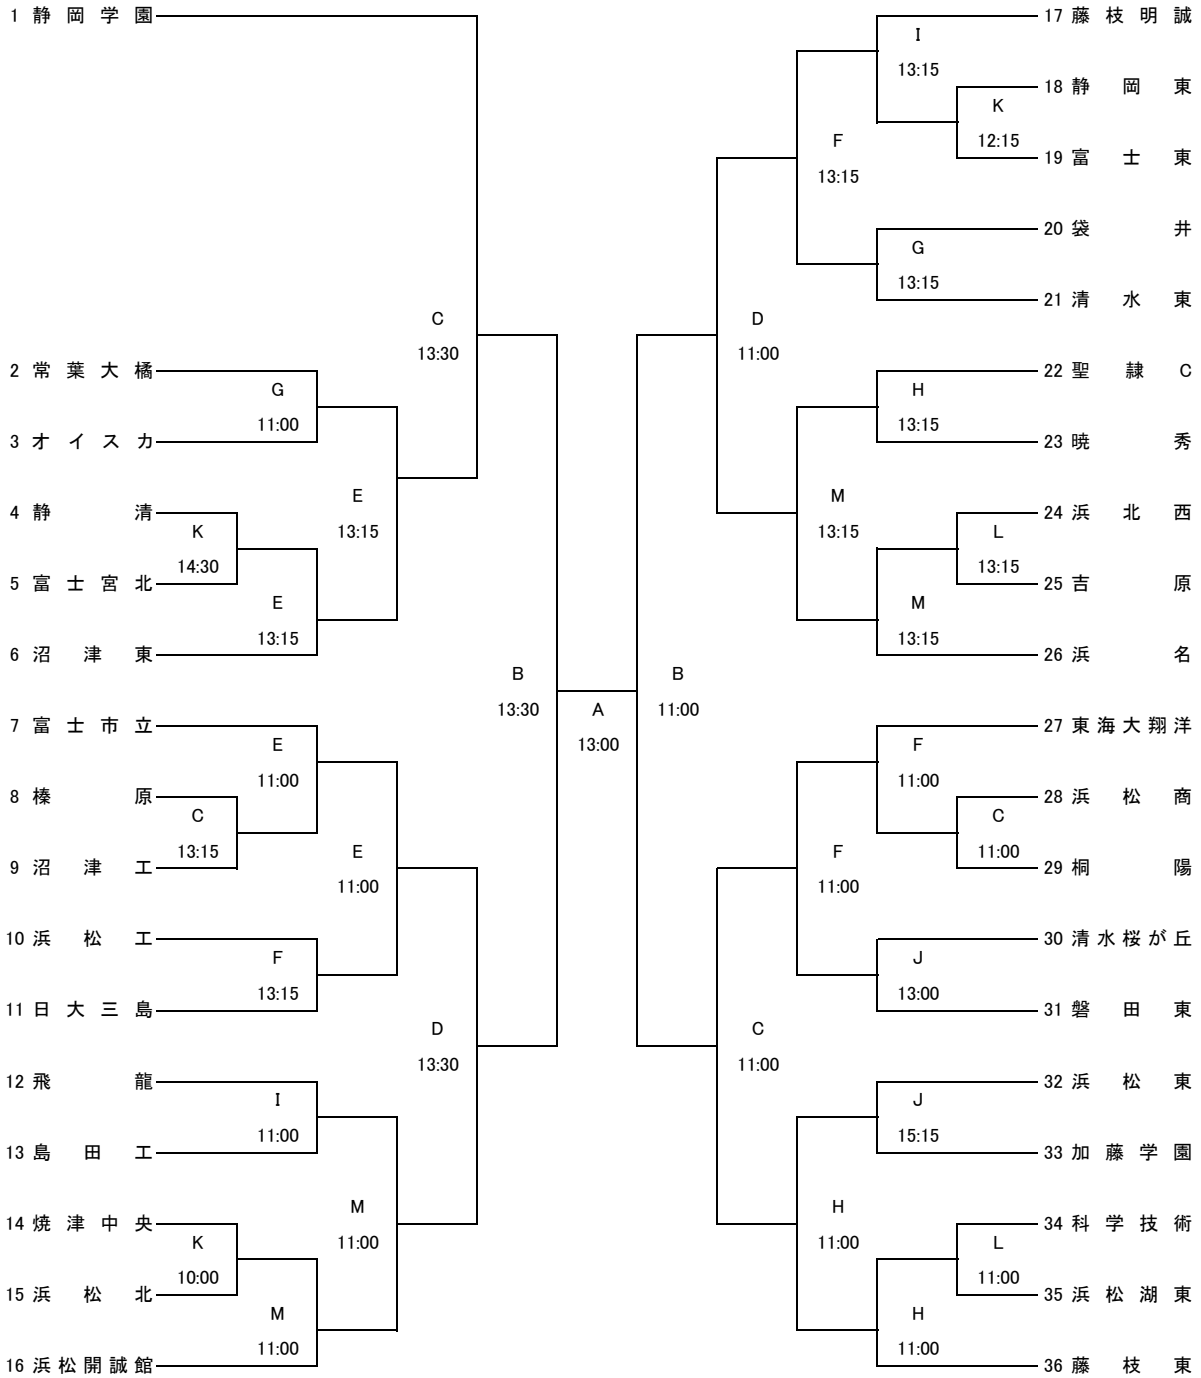 1 静岡学園
C
13:30
2 常葉大橘
G
11:00
3 オイスカ
E
13:15
4 静清
K
14:30
5 富士宮北
E
13:15
6 沼津東
B
13:30
7 富士市立
E
11:00
8 榛原
C
13:15
9 沼津工
E
11:00
10 浜松工
F
13:15
11 日大三島
D
13:30
12 飛龍
I
11:00
13 島田工
M
11:00
14 焼津中央
K
10:00
15 浜松北
M
11:00
16 浜松開誠館
A
13:00
17 藤枝明誠
I
13:15
18 静岡東
K
12:15
19 富士東
F
13:15
20 袋井
G
13:15
21 清水東
D
11:00
22 聖隷C
H
13:15
23 暁秀
M
13:15
24 浜北西
L
13:15
25 吉原
M
13:15
26 浜名
B
11:00
27 東海大翔洋
F
11:00
28 浜松商
C
11:00
29 桐陽
F
11:00
30 清水桜が丘
J
13:00
31 磐田東
C
11:00
32 浜松東
J
15:15
33 加藤学園
H
11:00
34 科学技術
L
11:00
35 浜松湖東
H
11:00
36 藤枝東